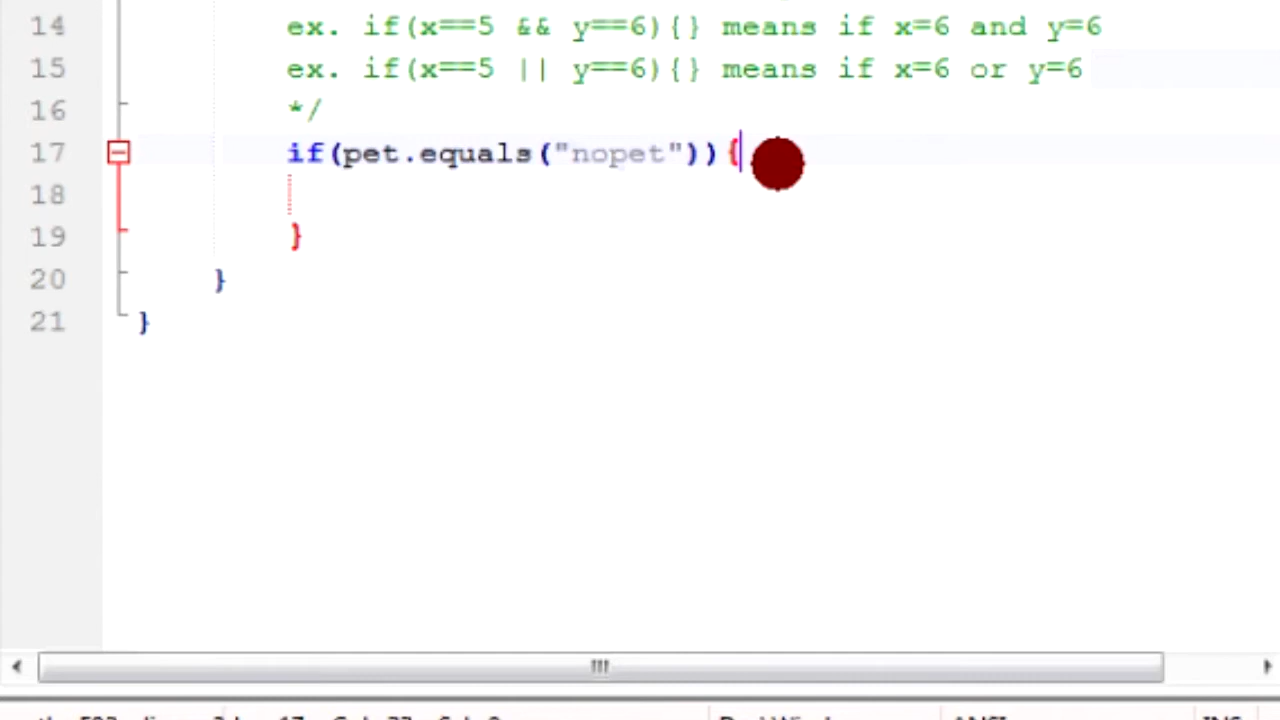 14 ex. if(x==5 && y==6){} means if x=6 and y=6
15 ex. if(x==5 || y==6){} means if x=6 or y=6
16 */
17 if(pet.equals("nopet")){
18
19 }
20 }
21 }